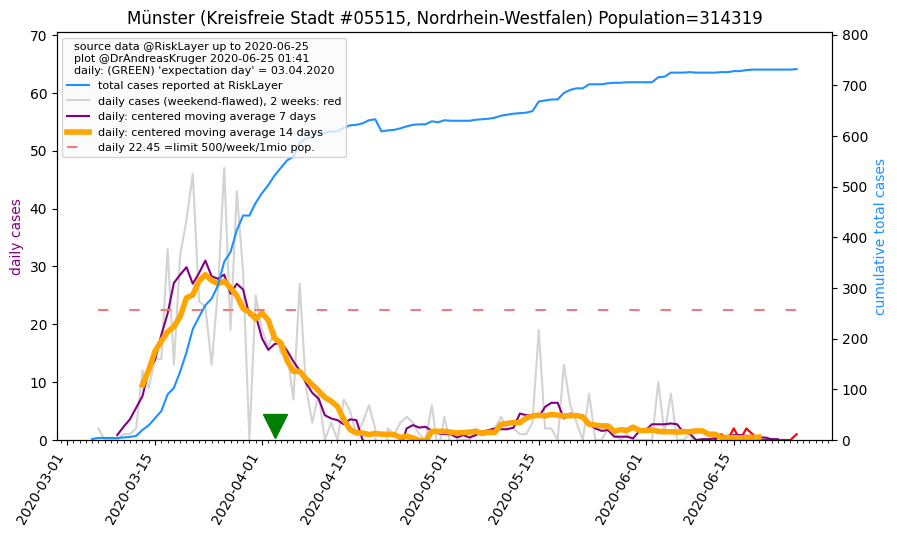 Münster (Kreisfreie Stadt #05515, Nordrhein-Westfalen) Population=314319
source data @RiskLayer up to 2020-06-25
plot @DrAndreasKruger 2020-06-25 01:41
daily: (GREEN) 'expectation day' = 03.04.2020
total cases reported at RiskLayer
daily cases (weekend-flawed), 2 weeks: red
daily: centered moving average 7 days
daily: centered moving average 14 days
daily 22.45 =limit 500/week/1mio pop.
daily cases
70
60
50
40
30
20
10
0
cumulative total cases
800
700
600
500
400
300
200
100
0
2020-03-01
2020-03-15
2020-04-01
2020-04-15
2020-05-01
2020-05-15
2020-06-01
2020-06-15